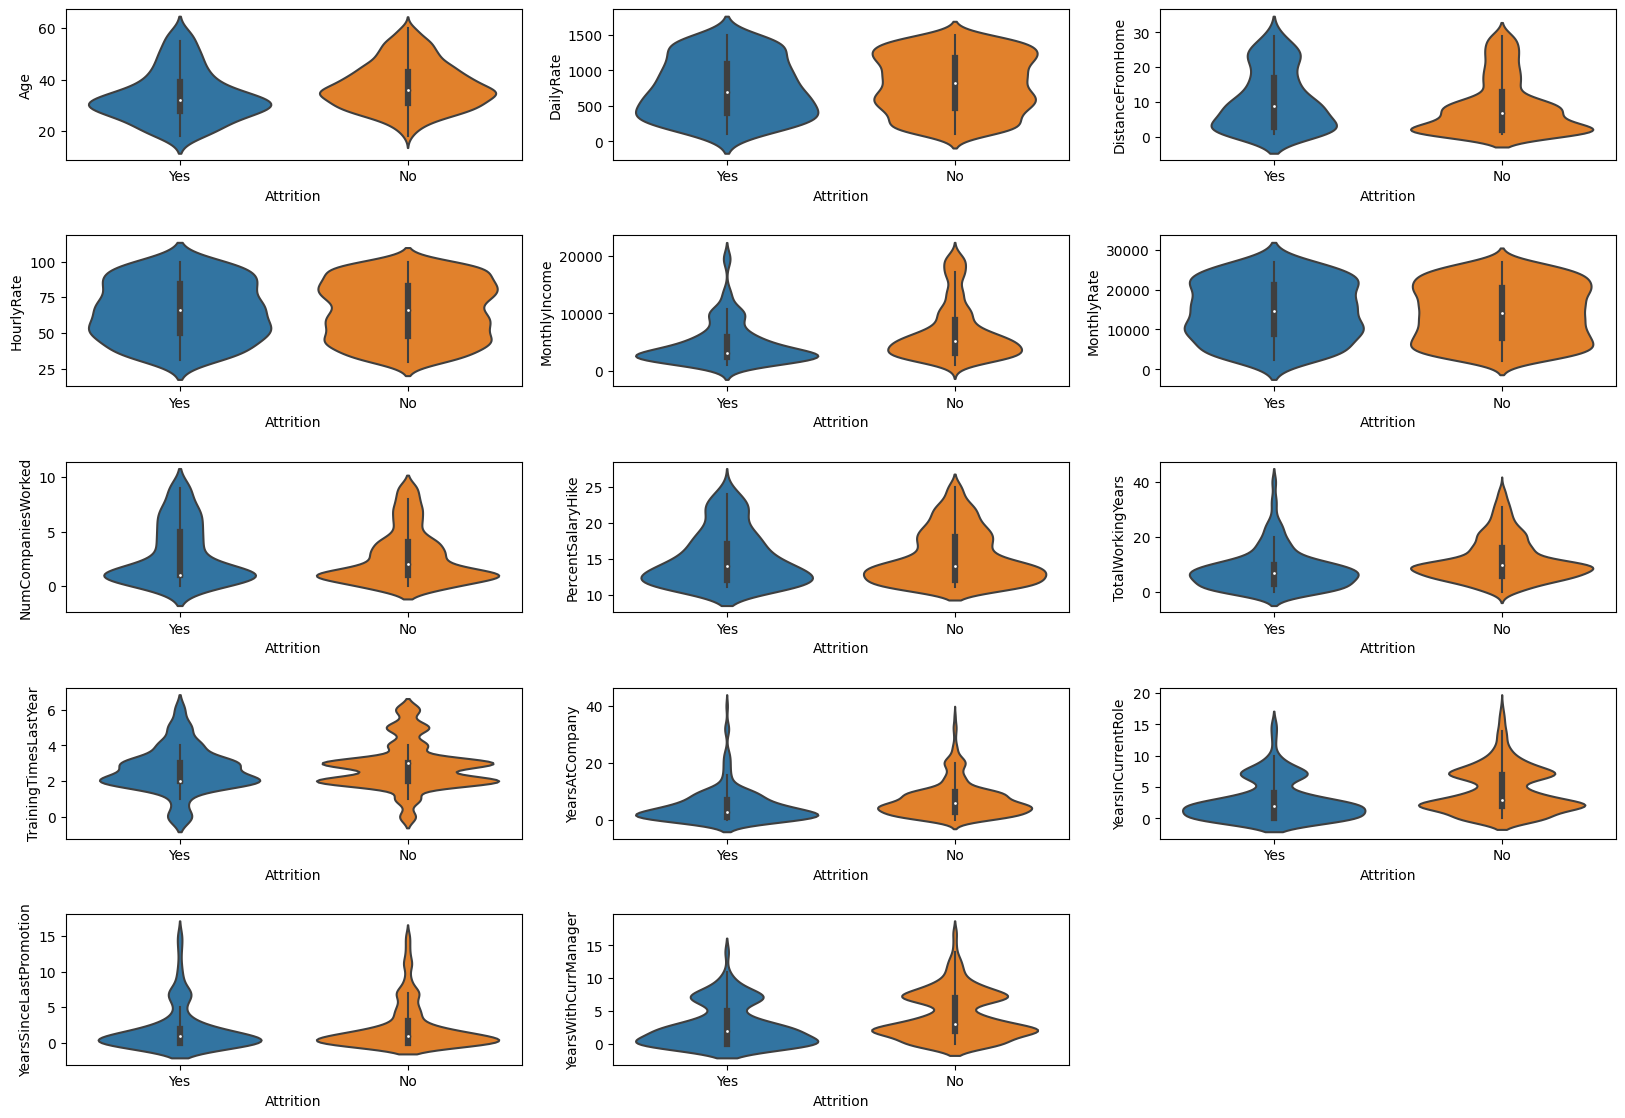 Age
60
40
20
Yes
No
Attrition
DailyRate
1500
1000
500
0
Yes
No
Attrition
DistanceFromHome
30
20
10
0
Yes
No
Attrition
HourlyRate
100
75
50
25
Yes
No
Attrition
MonthlyIncome
20000
10000
0
Yes
No
Attrition
MonthlyRate
30000
20000
10000
0
Yes
No
Attrition
NumCompaniesWorked
10
5
0
Yes
No
Attrition
PercentSalaryHike
25
20
15
10
Yes
No
Attrition
TotalWorkingYears
40
20
0
Yes
No
Attrition
TrainingTimesLastYear
6
4
2
0
Yes
No
Attrition
YearsAtCompany
40
20
0
Yes
No
Attrition
YearsInCurrentRole
20
15
10
5
0
Yes
No
Attrition
YearsSinceLastPromotion
15
10
5
0
Yes
No
Attrition
YearsWithCurrManager
15
10
5
0
Yes
No
Attrition